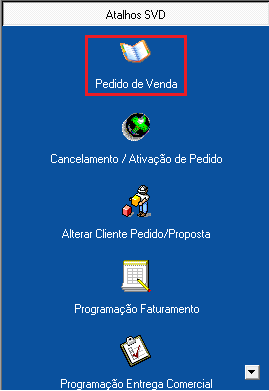 Atalhos SVD
Pedido de Venda
Cancelamento / Ativação de Pedido
Alterar Cliente Pedido/Proposta
Programação Faturamento
Programação Entrega Comercial